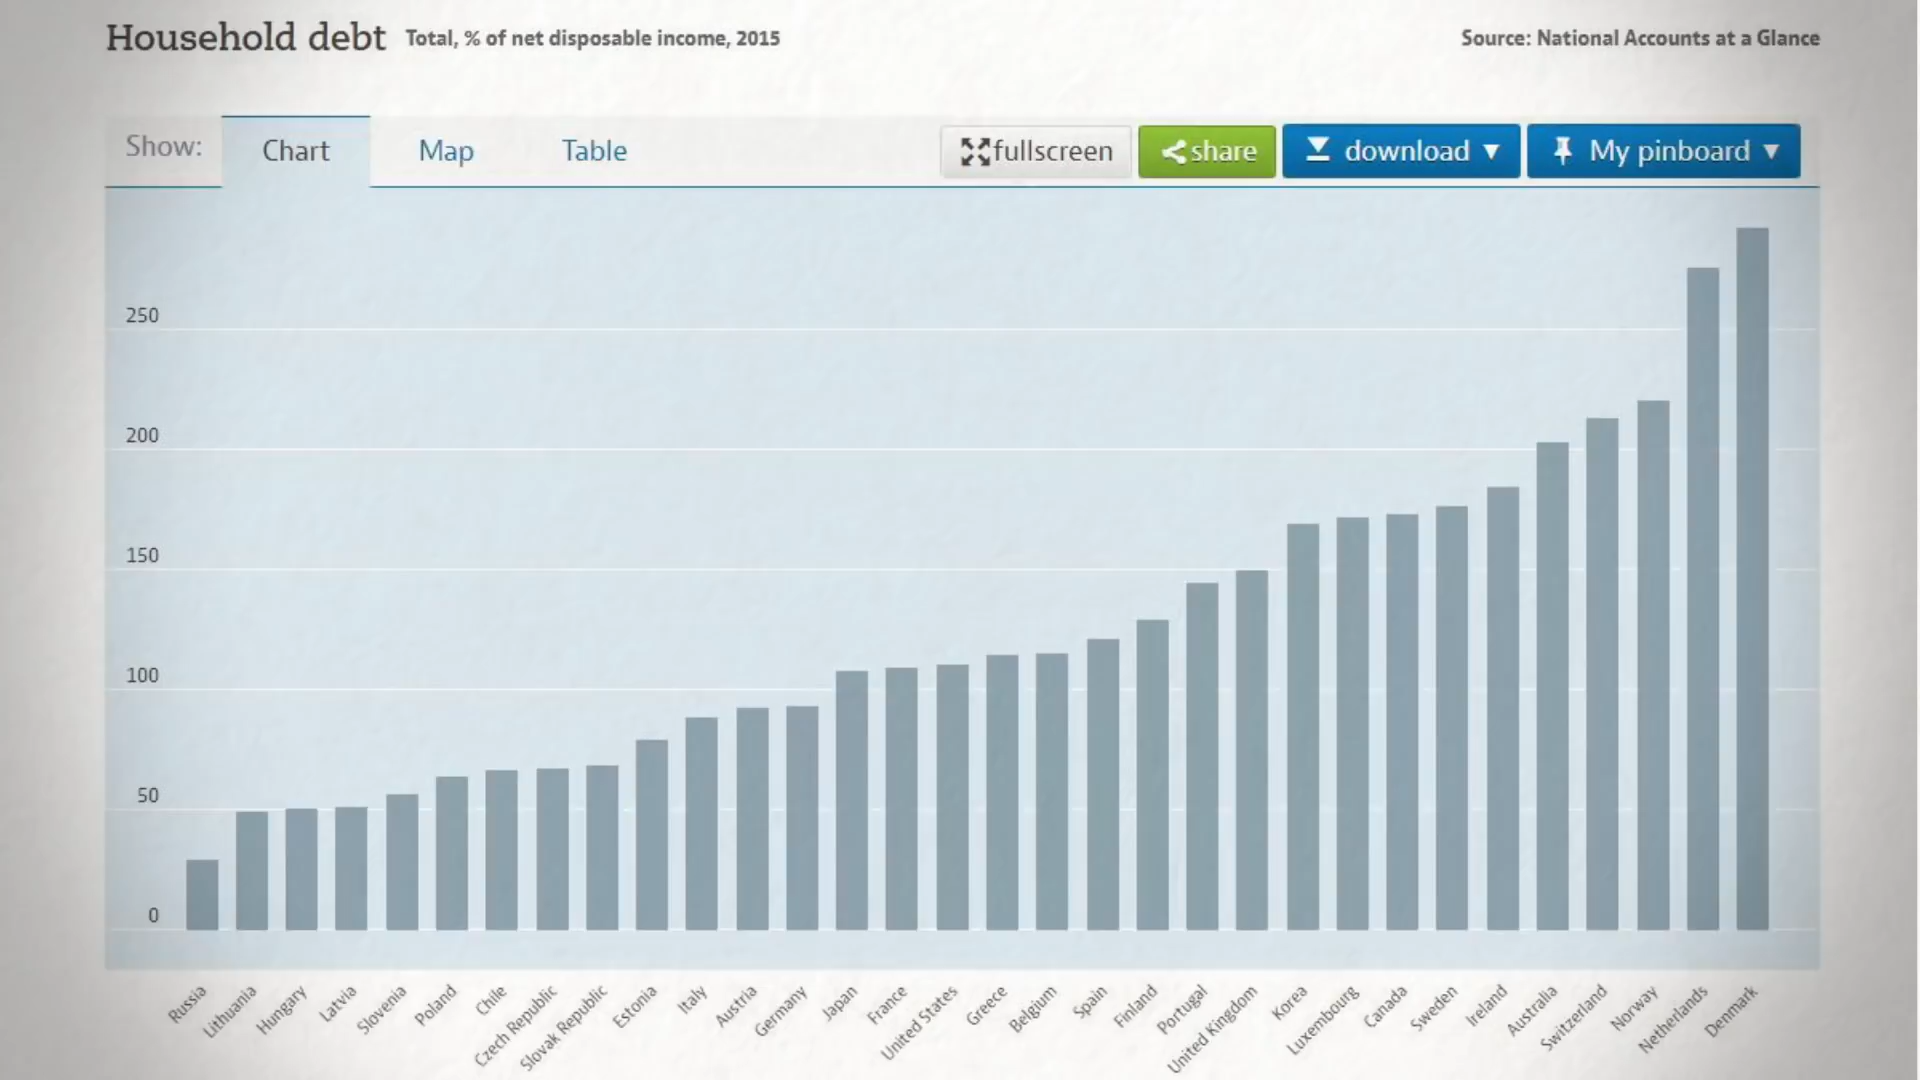 Household debt Total, % of net disposable income, 2015
Source: National Accounts at a Glance
Show: Chart Map Table fullscreen share download My pinboard
250
200
150
100
50
0
Russia
Lithuania
Hungary
Latvia
Slovenia
Poland
Chile
Czech Republic
Slovak Republic
Estonia
Italy
Austria
Germany
Japan
France
United States
Greece
Belgium
Spain
Finland
Portugal
United Kingdom
Korea
Luxembourg
Canada
Sweden
Ireland
Australia
Switzerland
Norway
Netherlands
Denmark